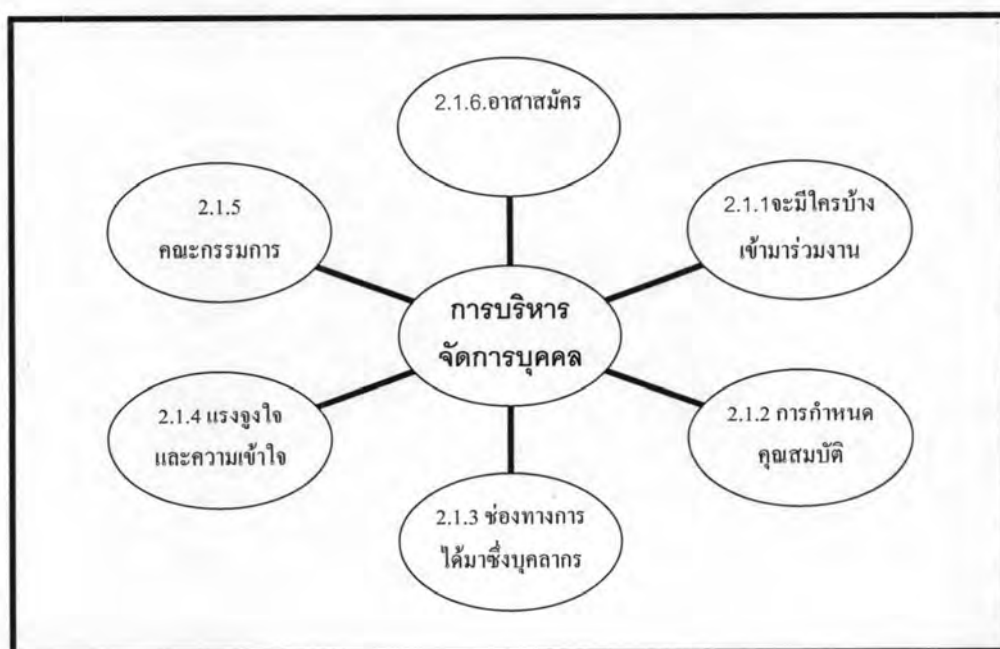 2.1.6.อาสาสมัคร
2.1.5
คณะกรรมการ
2.1.1จะมีใครบ้าง
เข้ามาร่วมงาน
การบริหาร
จัดการบุคคล
2.1.4 แรงจูงใจ
และความเข้าใจ
2.1.2 การกำหนด
คุณสมบัติ
2.1.3 ช่องทางการ
ได้มาซึ่งบุคลากร